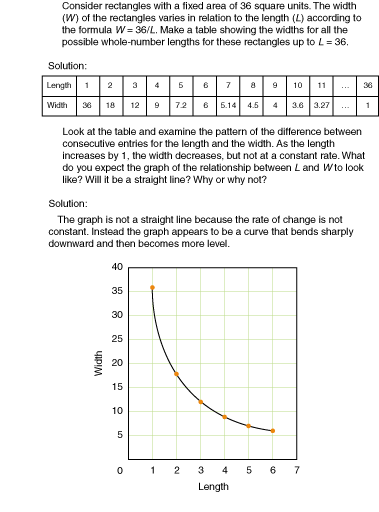 Consider rectangles with a fixed area of 36 square units. The width
(W) of the rectangles varies in relation to the length (L) according to
the formula W = 36/L. Make a table showing the widths for all the
possible whole-number lengths for these rectangles up to L = 36.
Solution:
Length 1 2 3 4 5 6 7 8 9 10 11 ... 36
Width 36 18 12 9 7.2 6 5.14 4.5 4 3.6 3.27 ... 1
Look at the table and examine the pattern of the difference between
consecutive entries for the length and the width. As the length
increases by 1, the width decreases, but not at a constant rate. What
do you expect the graph of the relationship between L and W to look
like? Will it be a straight line? Why or why not?
Solution:
The graph is not a straight line because the rate of change is not
constant. Instead the graph appears to be a curve that bends sharply
downward and then becomes more level.
40
35
30
25
20
15
10
5
Width
0 1 2 3 4 5 6 7
Length